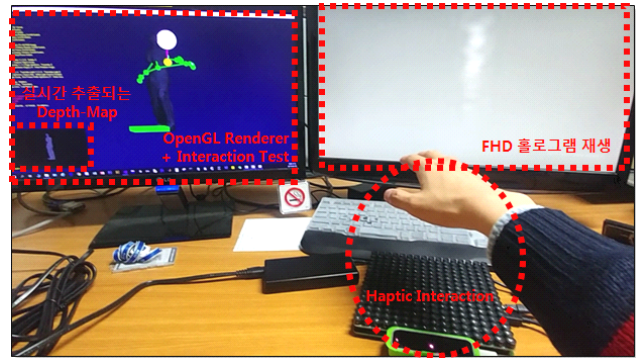 실시간 추출되는
Depth-Map
OpenGL Renderer
+ Interaction Test
FHD 홀로그램 재생
Haptic Interaction